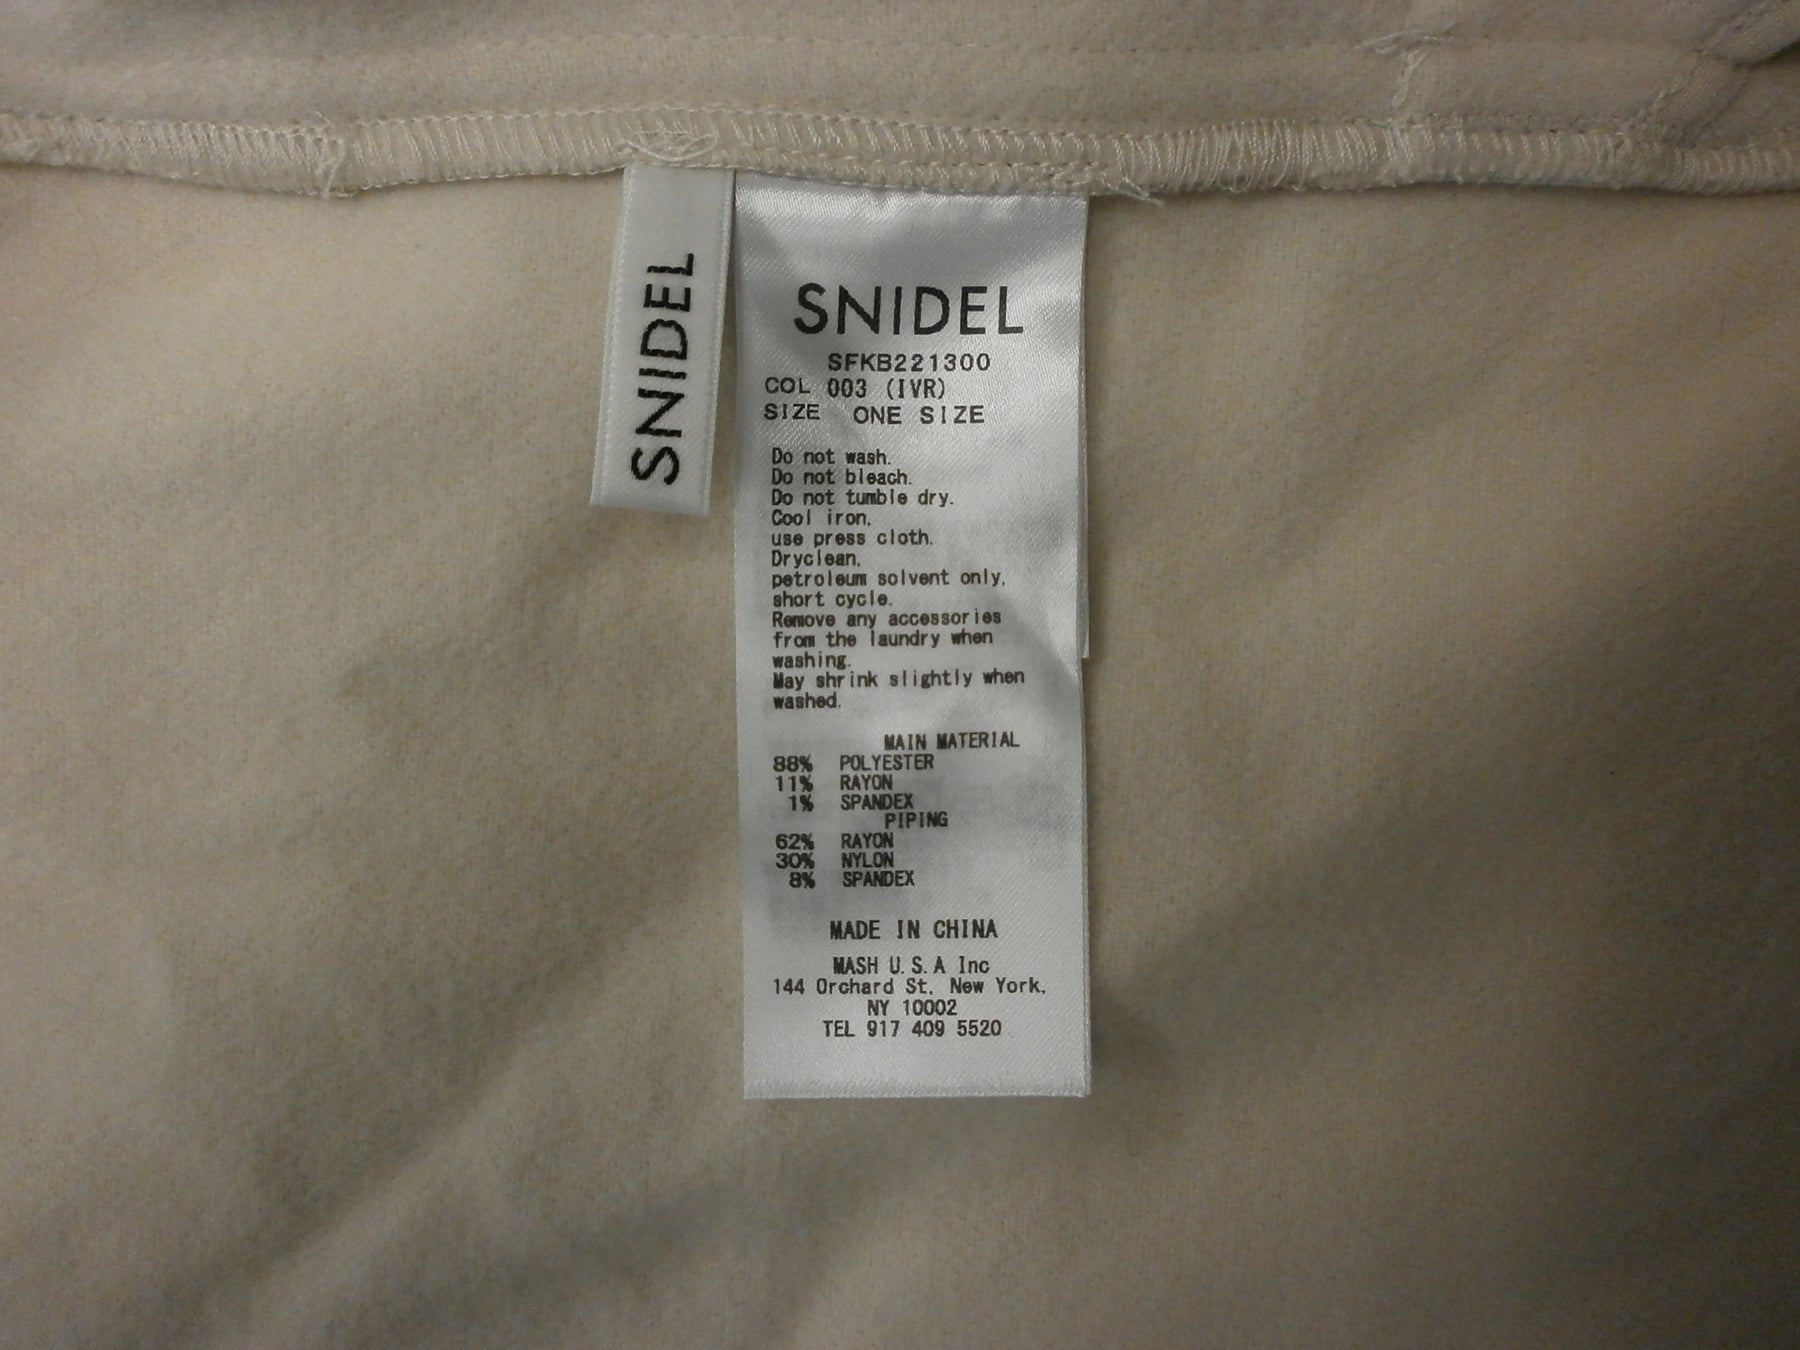 SNIDEL
SNIDEL
SFKB221300
COL 003 (IVR)
SIZE ONE SIZE
Do not wash.
Do not bleach.
Do not tumble dry.
Cool iron,
use press cloth.
Dryclean,
petroleum solvent only,
short cycle.
Remove any accessories
from the laundry when
washing.
May shrink slightly when
washed.
MAIN MATERIAL
88% POLYESTER
11% RAYON
1% SPANDEX
PIPING
62% RAYON
30% NYLON
8% SPANDEX
MADE IN CHINA
MASH U.S.A Inc
144 Orchard St, New York,
NY 10002
TEL 917 409 5520